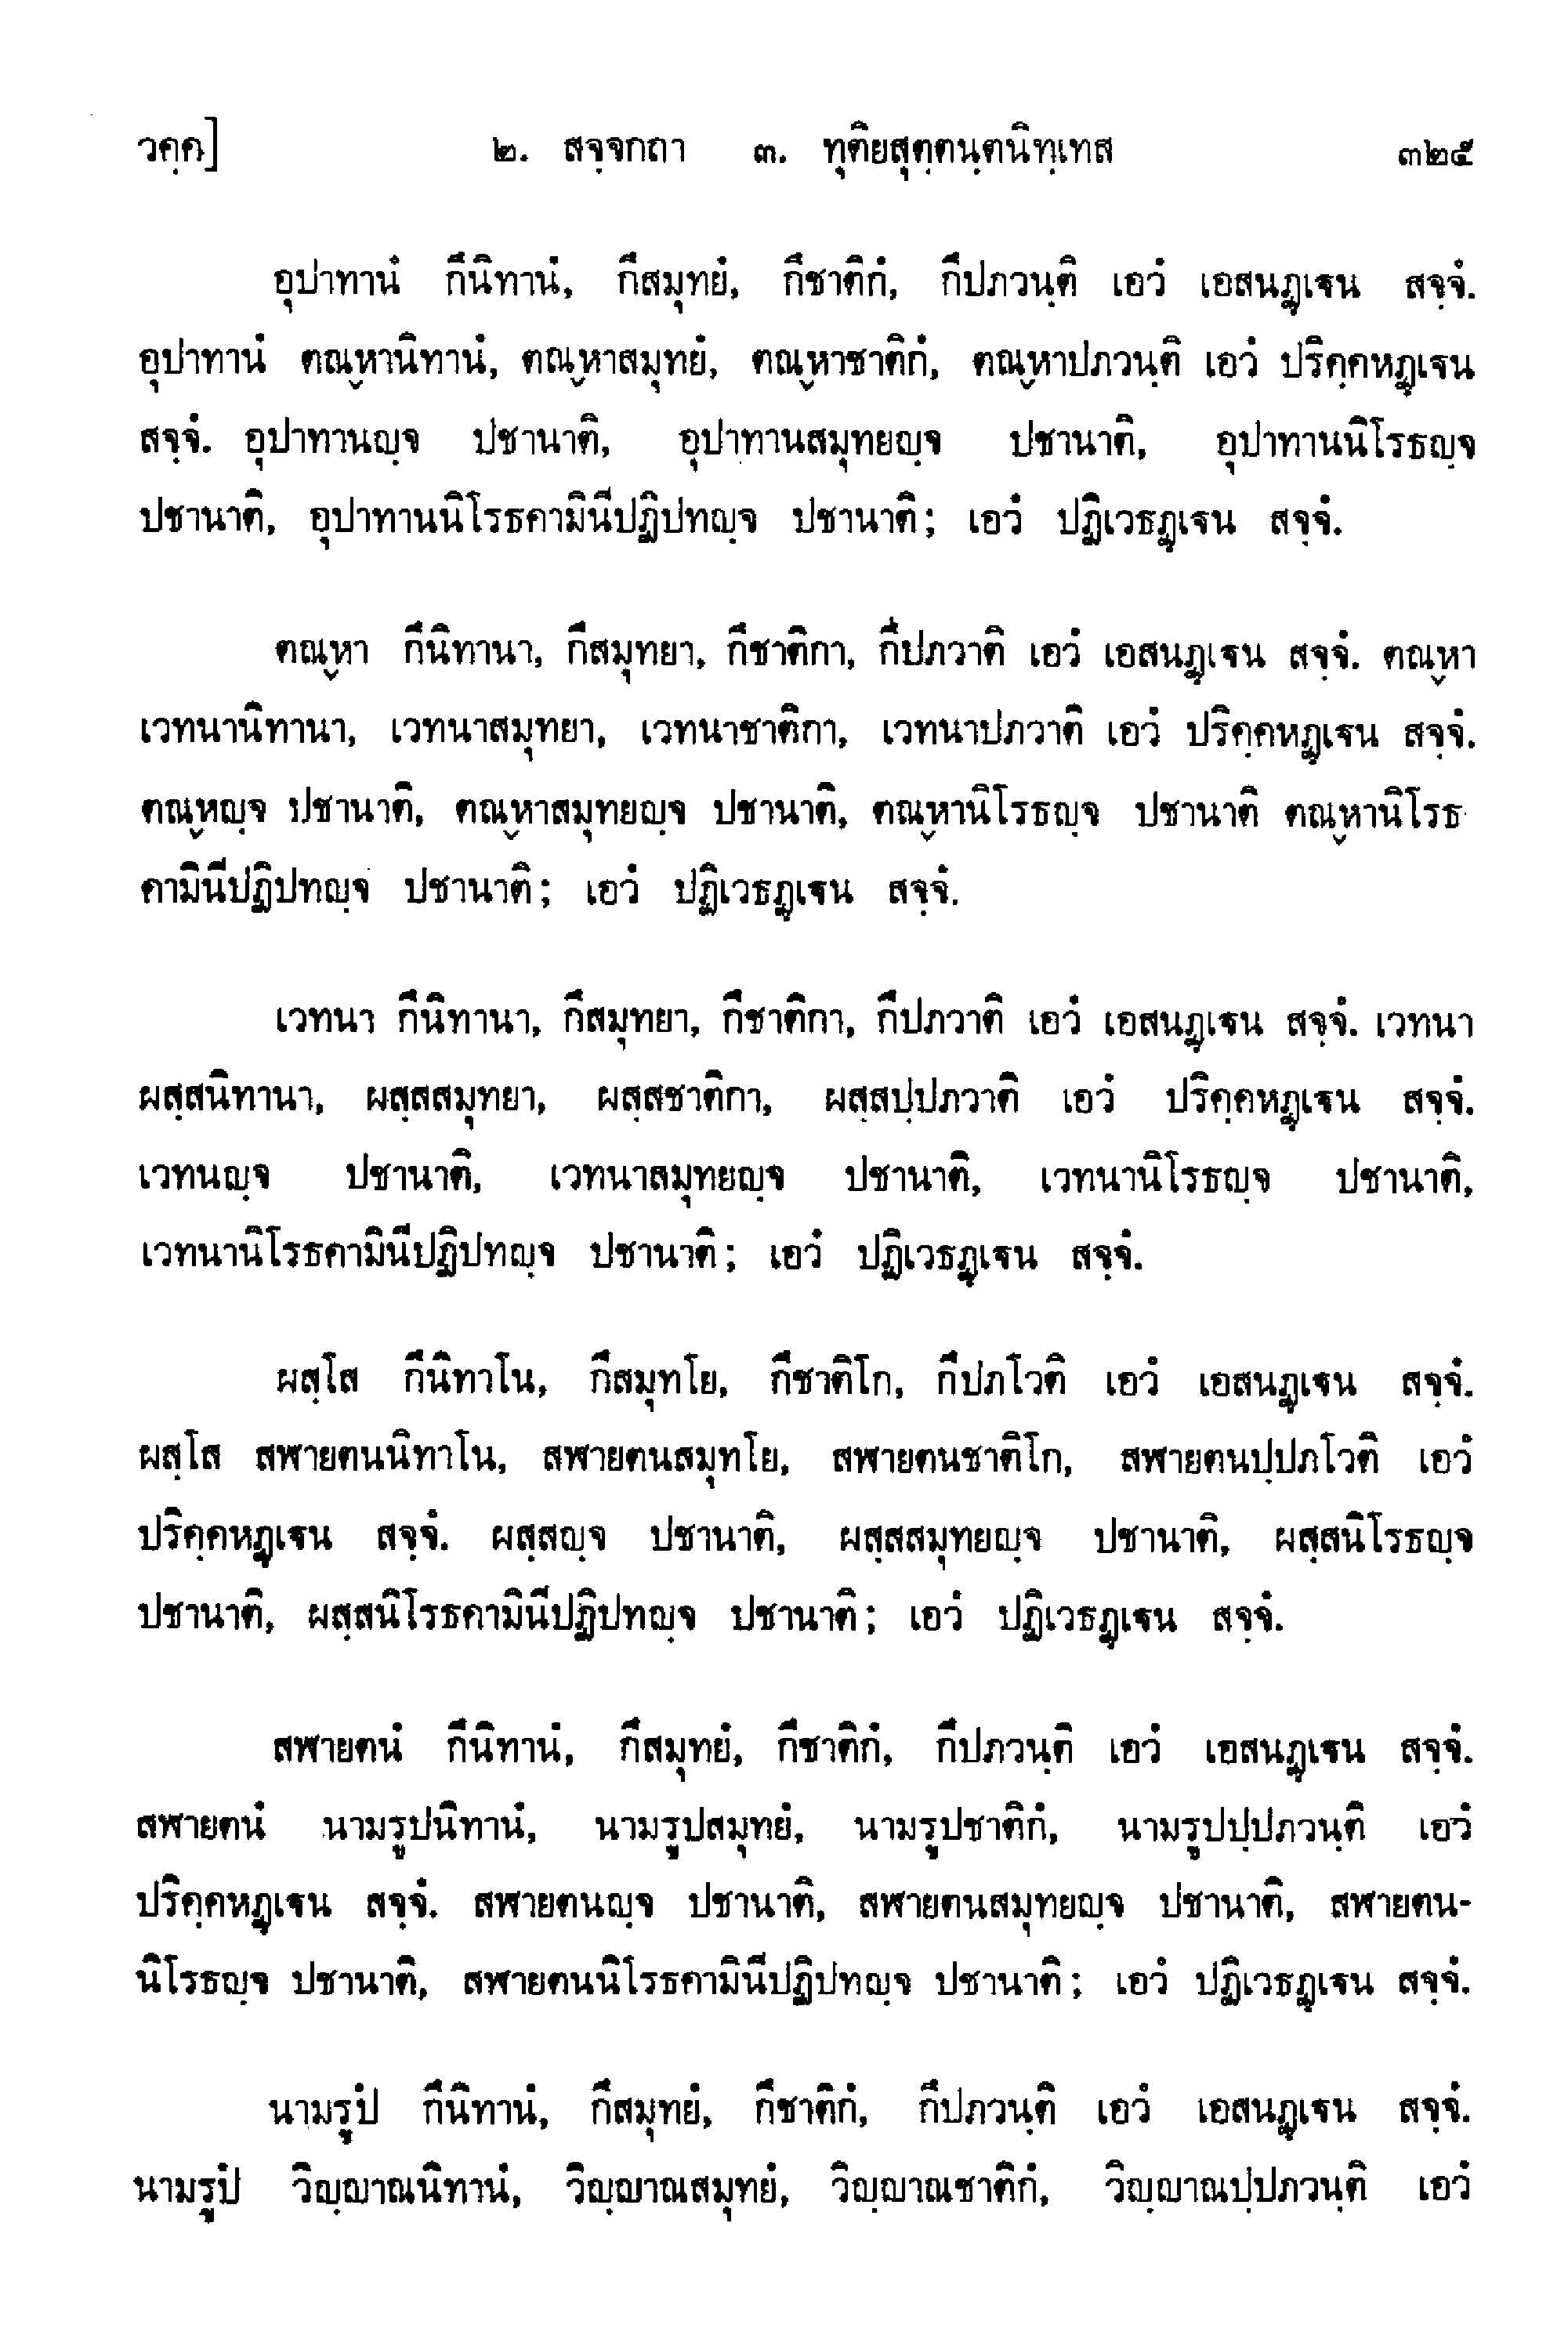 วคฺค]	๒. สจฺจกถา ๓. ทุติยสุตฺตนฺตนิทฺเทส	๓๒๕
อุปาทานํ กึนิทานํ, กึสมุทยํ, กึชาติกํ, กึปภวนฺติ เอวํ เอสนฏฺเฐน สจฺจํ.
อุปาทานํ ตณฺหานิทานํ, ตณฺหาสมุทยํ, ตณฺหาชาติกํ, ตณฺหาปภวนฺติ เอวํ ปริคฺคหฏฺเฐน
สจฺจํ. อุปาทานญฺจ ปชานาติ, อุปาทานสมุทยญฺจ ปชานาติ, อุปาทานนิโรธญฺจ
ปชานาติ, อุปาทานนิโรธคามินีปฏิปทญฺจ ปชานาติ; เอวํ ปฏิเวธฏฺเฐน สจฺจํ.
ตณฺหา กึนิทานา, กึสมุทยา, กึชาติกา, กึปภวาติ เอวํ เอสนฏฺเฐน สจฺจํ. ตณฺหา
เวทนานิทานา, เวทนาสมุทยา, เวทนาชาติกา, เวทนาปภวาติ เอวํ ปริคฺคหฏฺเฐน สจฺจํ.
ตณฺหญฺจ ปชานาติ, ตณฺหาสมุทยญฺจ ปชานาติ, ตณฺหานิโรธญฺจ ปชานาติ ตณฺหานิโรธ
คามินีปฏิปทญฺจ ปชานาติ; เอวํ ปฏิเวธฏฺเฐน สจฺจํ.
เวทนา กึนิทานา, กึสมุทยา, กึชาติกา, กึปภวาติ เอวํ เอสนฏฺเฐน สจฺจํ. เวทนา
ผสฺสนิทานา, ผสฺสสมุทยา, ผสฺสชาติกา, ผสฺสปฺปภวาติ เอวํ ปริคฺคหฏฺเฐน สจฺจํ.
เวทนญฺจ ปชานาติ, เวทนาสมุทยญฺจ ปชานาติ, เวทนานิโรธญฺจ ปชานาติ,
เวทนานิโรธคามินีปฏิปทญฺจ ปชานาติ; เอวํ ปฏิเวธฏฺเฐน สจฺจํ.
ผสฺโส กึนิทาโน, กึสมุทโย, กึชาติโก, กึปภโวติ เอวํ เอสนฏฺเฐน สจฺจํ.
ผสฺโส สฬายตนนิทาโน, สฬายตนสมุทโย, สฬายตนชาติโก, สฬายตนปฺปภโวติ เอวํ
ปริคฺคหฏฺเฐน สจฺจํ. ผสฺสญฺจ ปชานาติ, ผสฺสสมุทยญฺจ ปชานาติ, ผสฺสนิโรธญฺจ
ปชานาติ, ผสฺสนิโรธคามินีปฏิปทญฺจ ปชานาติ; เอวํ ปฏิเวธฏฺเฐน สจฺจํ.
สฬายตนํ กึนิทานํ, กึสมุทยํ, กึชาติกํ, กึปภวนฺติ เอวํ เอสนฏฺเฐน สจฺจํ.
สฬายตนํ นามรูปนิทานํ, นามรูปสมุทยํ, นามรูปชาติกํ, นามรูปปฺปภวนฺติ เอวํ
ปริคฺคหฏฺเฐน สจฺจํ. สฬายตนญฺจ ปชานาติ, สฬายตนสมุทยญฺจ ปชานาติ, สฬายตน-
นิโรธญฺจ ปชานาติ, สฬายตนนิโรธคามินีปฏิปทญฺจ ปชานาติ; เอวํ ปฏิเวธฏฺเฐน สจฺจํ.
นามรูปํ กึนิทานํ, กึสมุทยํ, กึชาติกํ, กึปภวนฺติ เอวํ เอสนฏฺเฐน สจฺจํ.
นามรูปํ วิญฺญาณนิทานํ, วิญฺญาณสมุทยํ, วิญฺญาณชาติกํ, วิญฺญาณปฺปภวนฺติ เอวํ